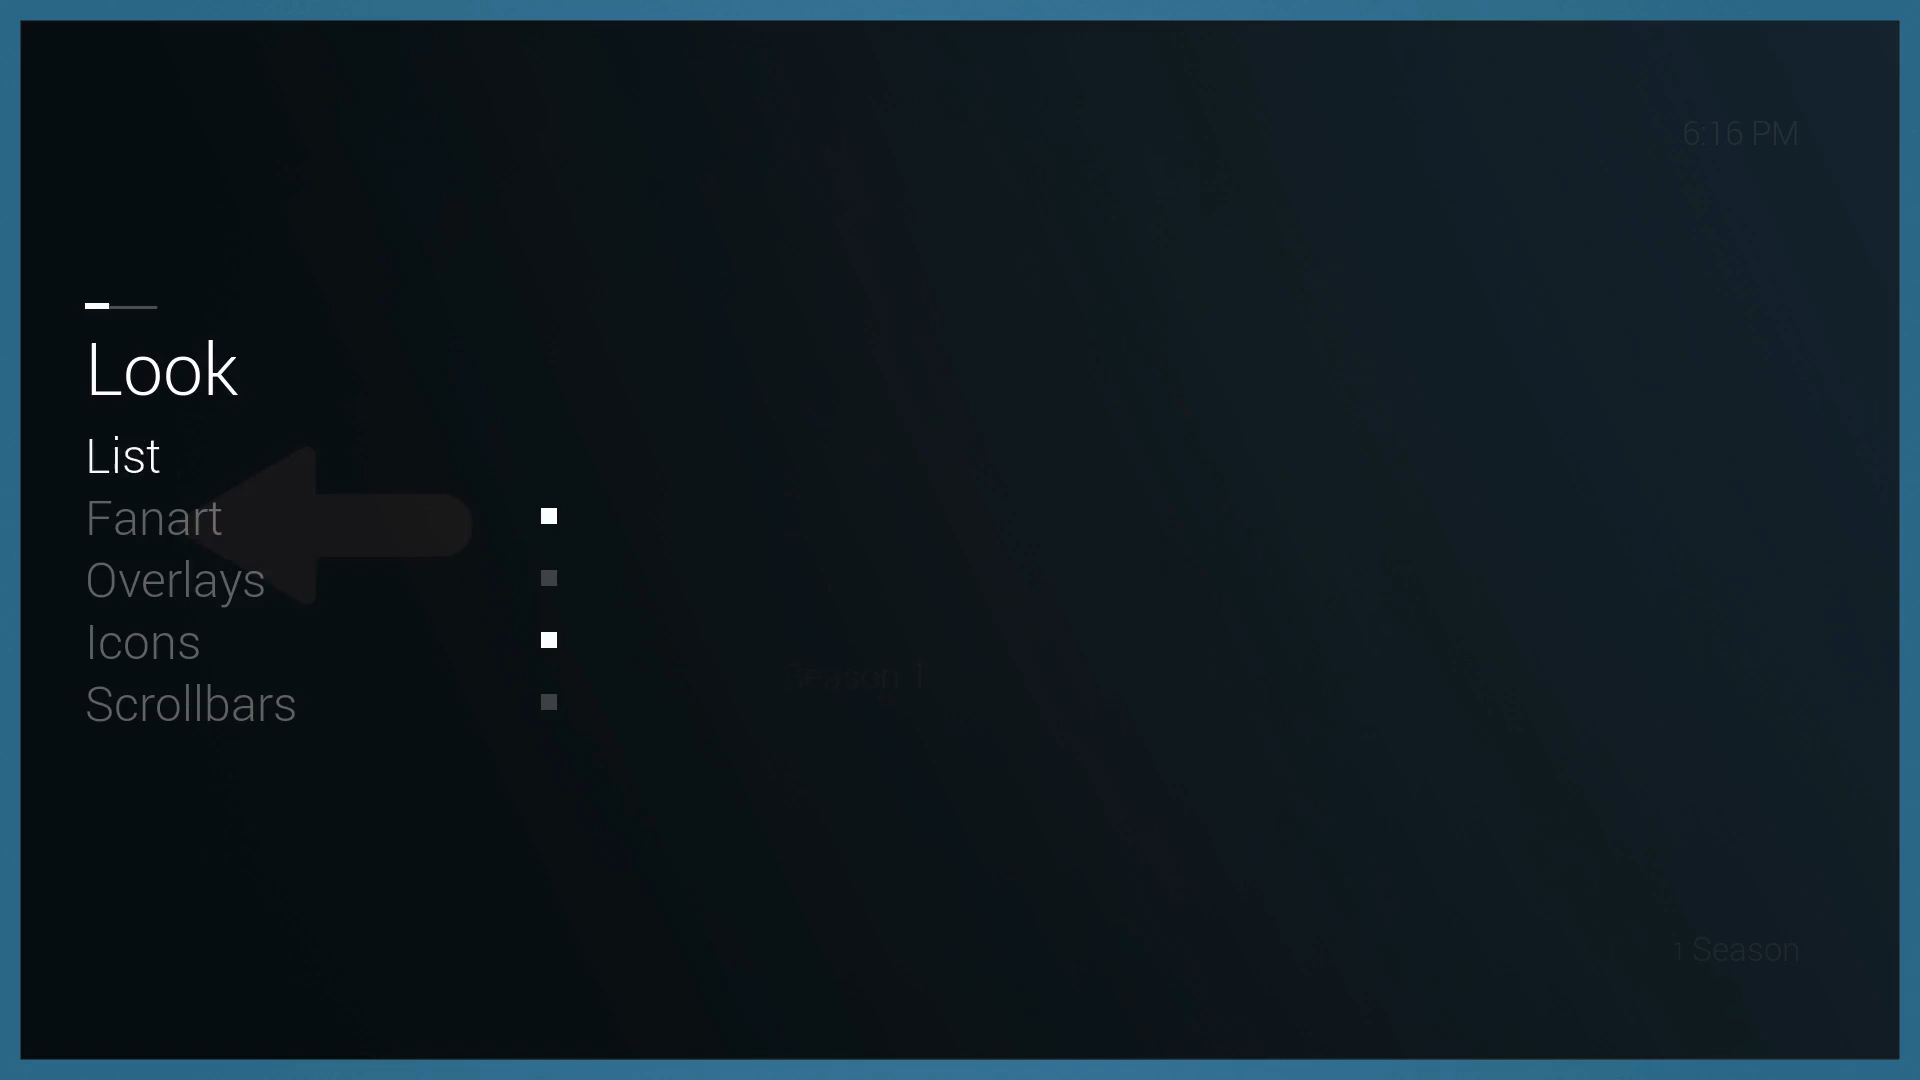 6:16 PM
Look
List
Fanart
Overlays
Icons
Season 1
Scrollbars
1 Season